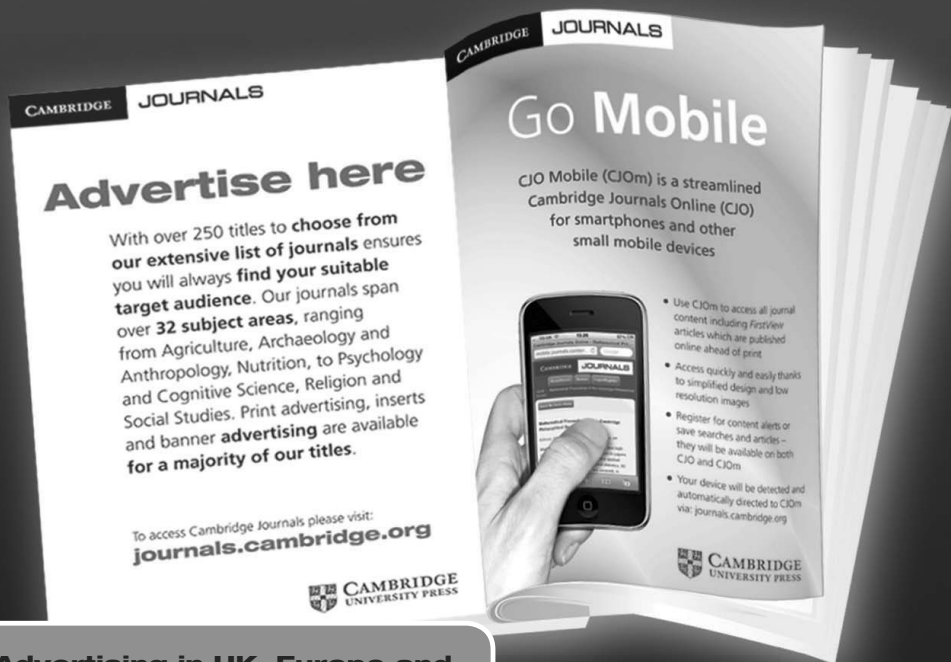 CAMBRIDGE JOURNALS
Advertise here
With over 250 titles to choose from
our extensive list of journals ensures
you will always find your suitable
target audience. Our journals span
over 32 subject areas, ranging
from Agriculture, Archaeology and
Anthropology, Nutrition, to Psychology
and Cognitive Science, Religion and
Social Studies. Print advertising, inserts
and banner advertising are available
for a majority of our titles.
To access Cambridge Journals please visit:
journals.cambridge.org
CAMBRIDGE
UNIVERSITY PRESS
CAMBRIDGE JOURNALS
Go Mobile
CJO Mobile (CJOm) is a streamlined
Cambridge Journals Online (CJO)
for smartphones and other
small mobile devices
CAMBRIDGE JOURNALS
• Use CJOm to access all journal
content including FirstView
articles which are published
online ahead of print
• Access quickly and easily thanks
to simplified design and low
resolution images
• Register for content alerts or
save searches and articles –
they will be available on both
CJO and CJOm
• Your device will be detected and
automatically directed to CJOm
via: journals.cambridge.org
CAMBRIDGE
UNIVERSITY PRESS
Advertising in UK, Europe and